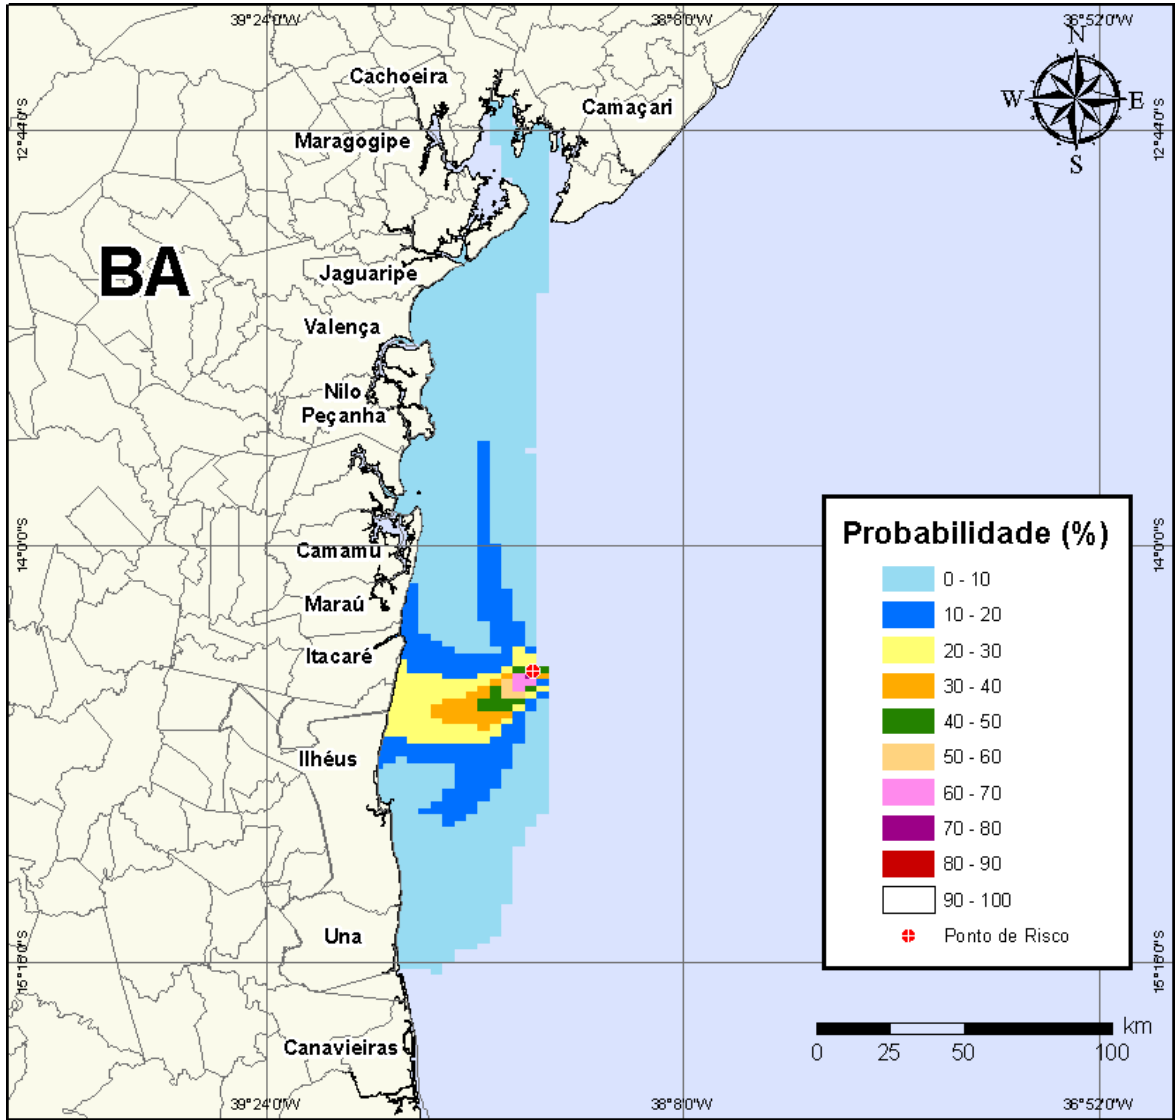 39°24'0"W
38°8'0"W
36°52'0"W
N
W
E
S
Cachoeira
Camaçari
12°44'0"S
12°44'0"S
Maragogipe
BA
Jaguaripe
Valença
Nilo
Peçanha
14°0'0"S
14°0'0"S
Camamu
Maraú
Itacaré
Ilhéus
Una
15°16'0"S
15°16'0"S
Canavieiras
Probabilidade (%)
0 - 10
10 - 20
20 - 30
30 - 40
40 - 50
50 - 60
60 - 70
70 - 80
80 - 90
90 - 100
Ponto de Risco
km
0 25 50 100
39°24'0"W
38°8'0"W
36°52'0"W